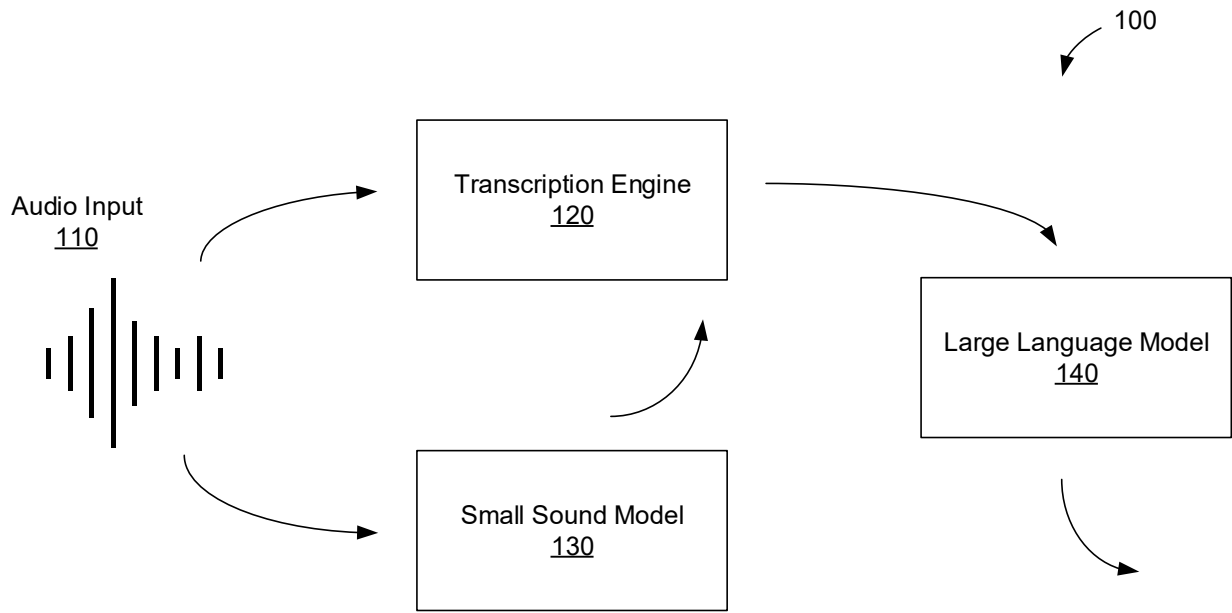 100
Transcription Engine
120
Audio Input
110
Large Language Model
140
Small Sound Model
130